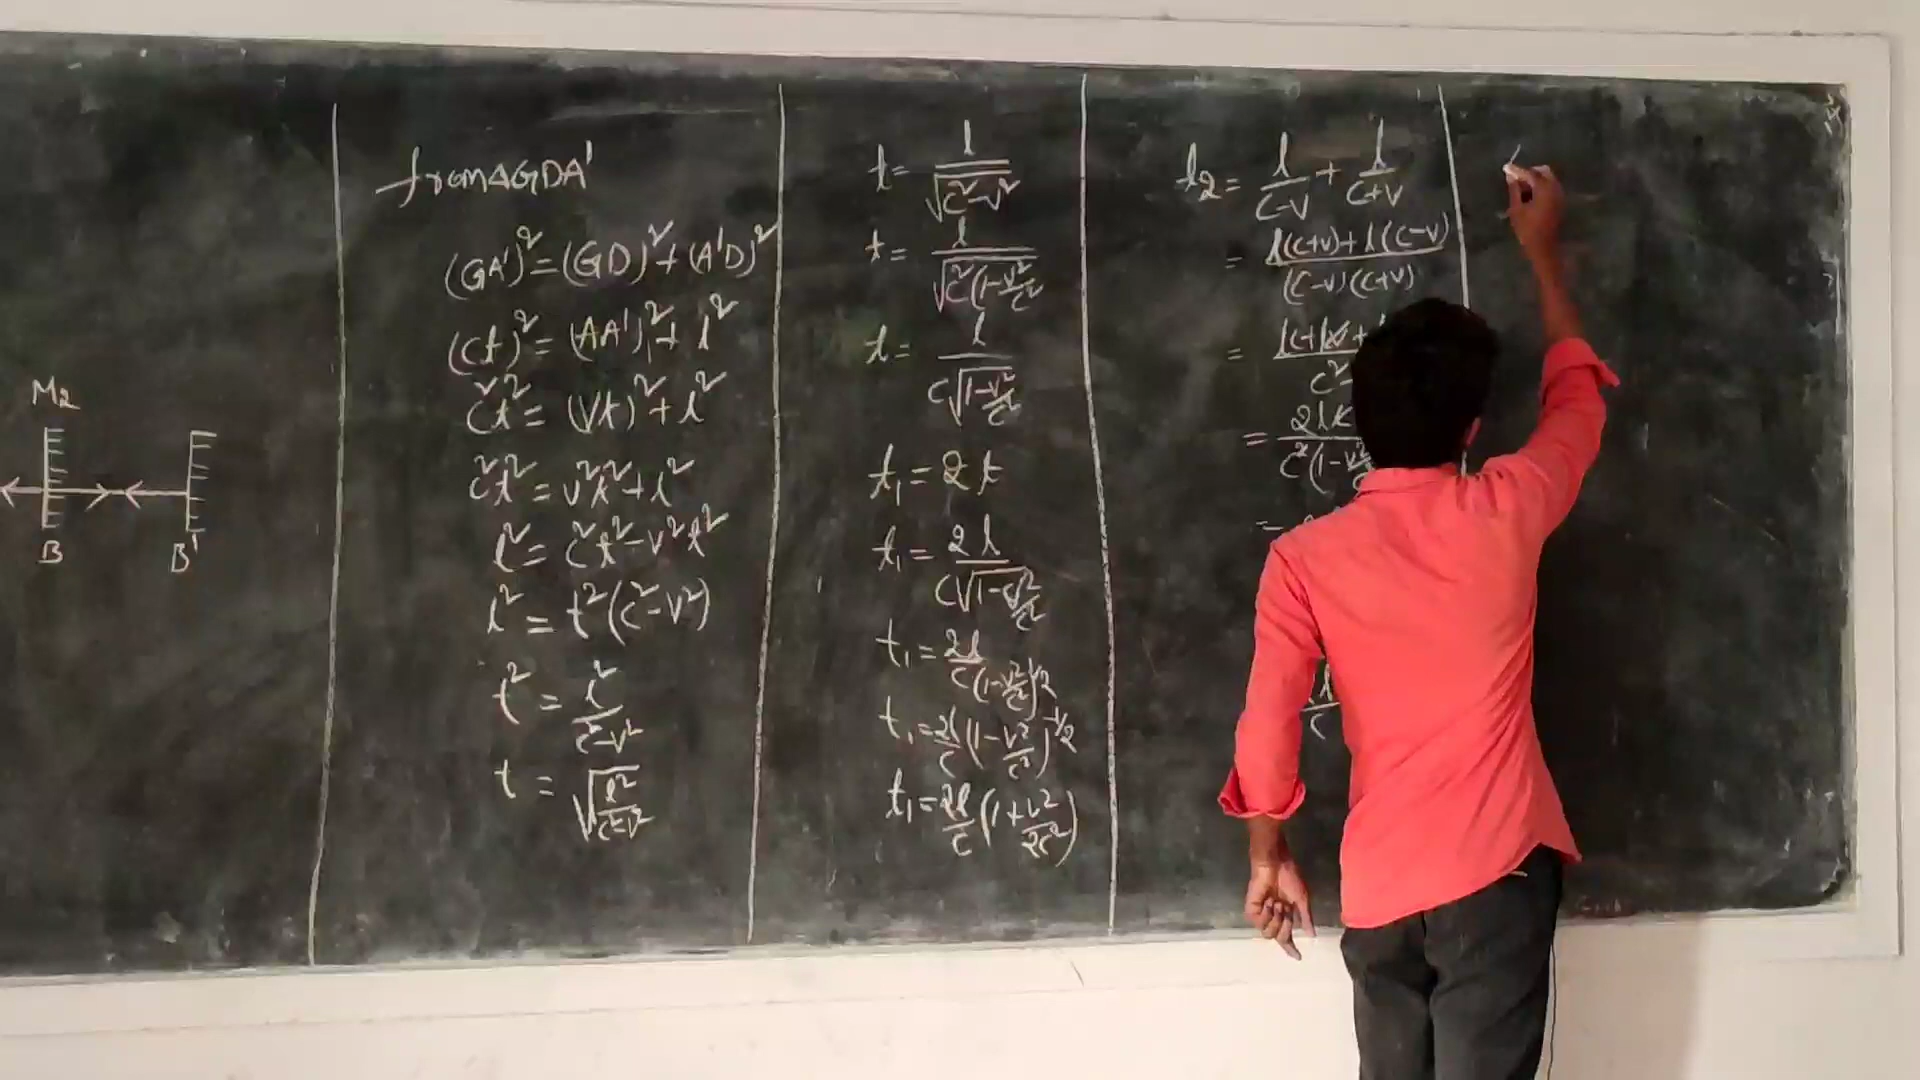 M2
B B'
from△GDA'
(GA')² = (GD)² + (A'D)²
(ct)² = (AA')² + l²
c²t² = (vt)² + l²
c²t² = v²t² + l²
l² = c²t² - v²t²
l² = t²(c² - v²)
t² = l²/(c² - v²)
t = √(l²/(c² - v²))
t = l/√(c² - v²)
t = l/√(c²(1 - v²/c²
t = l/(c√(1 - v²/c²))
t₁ = 2t
t₁ = 2l/(c√(1 - v²/c²))
t₁ = 2l/(c(1 - v²/c²)^1/2)
t₁ = 2l/c (1 - v²/c²)^-1/2
t₁ = 2l/c (1 + v²/2c²)
t2 = l/(c-v) + l/(c+v)
= (l(c+v) + l(c-v))/((c-v)(c+v))
= lc + lv +
c² -
= 2lc
c²(1 - v²
=
l/c